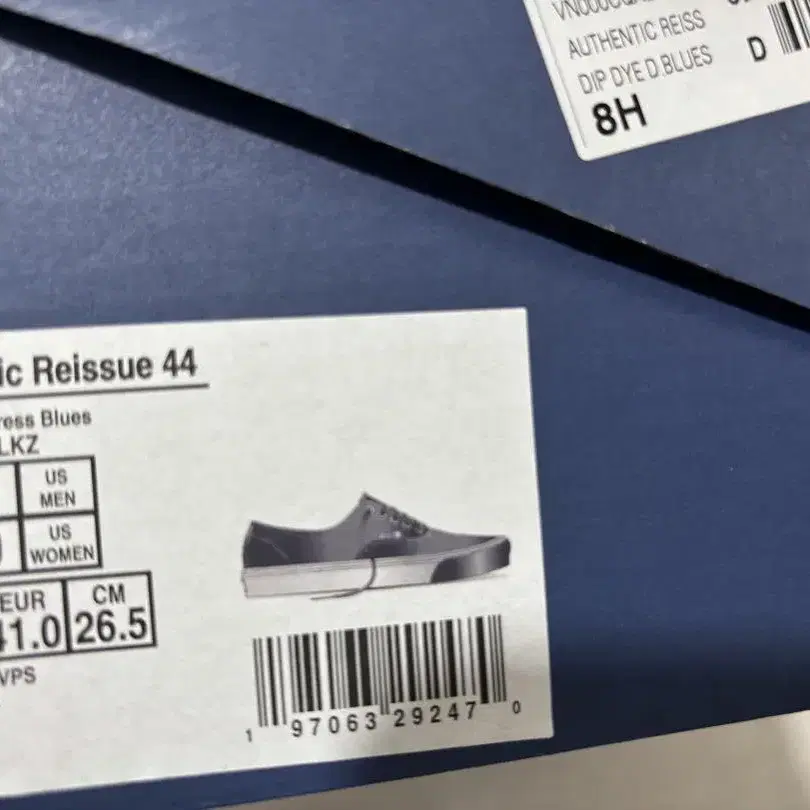 AUTHENTIC REISS
DIP DYE D.BLUES
D
8H
ic Reissue 44
ress Blues
LKZ
US
MEN
US
WOMEN
EUR
CM
41.0
26.5
VPS
1 97063 29247 0